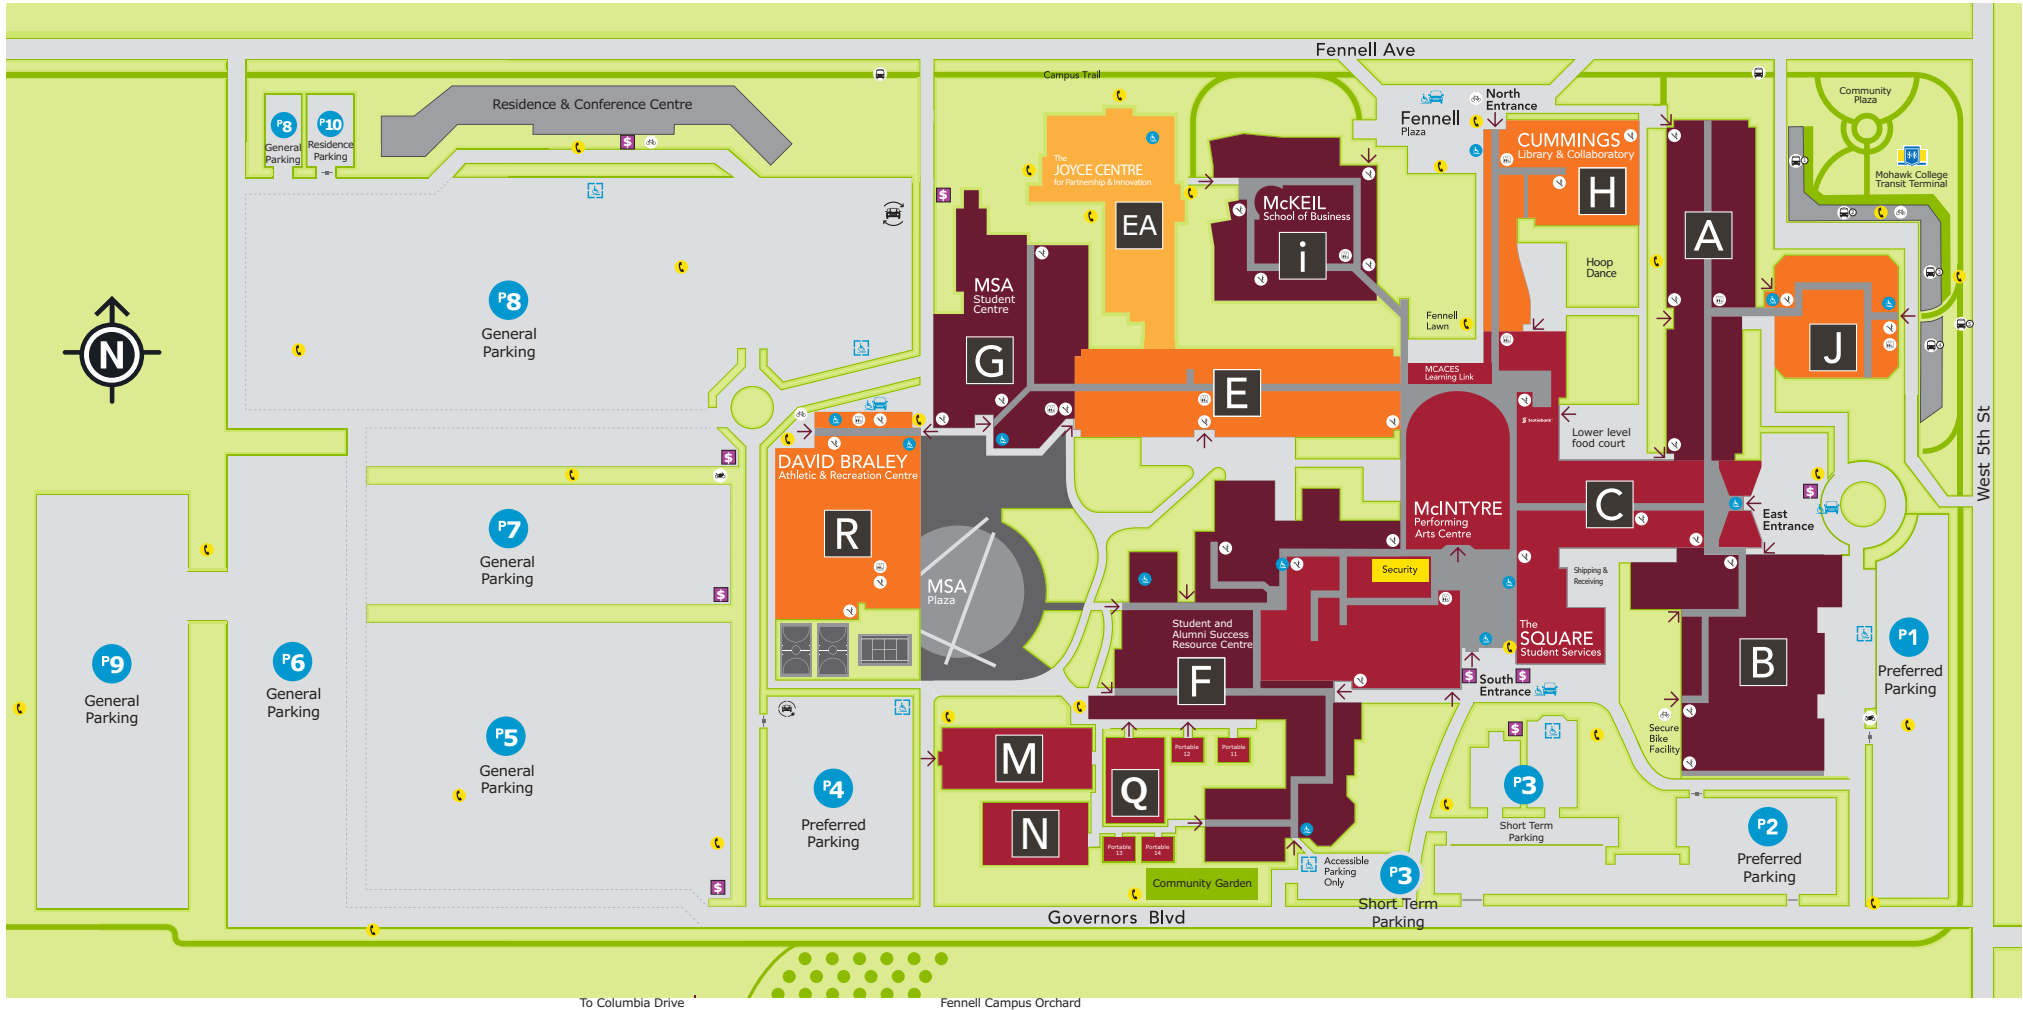 Fennell Ave
Campus Trail
Residence & Conference Centre
P8
General
Parking
P10
Residence
Parking
North
Entrance
Fennell
Plaza
CUMMINGS
Library & Collaboratory
H
Community
Plaza
Mohawk College
Transit Terminal
The
JOYCE CENTRE
for Partnership & Innovation
EA
McKEIL
School of Business
i
A
Hoop
Dance
Fennell
Lawn
J
N
P8
General
Parking
MSA
Student
Centre
G
E
MCACES
Learning Link
Scotiabank
Lower level
food court
West 5th St
DAVID BRALEY
Athletic & Recreation Centre
R
McINTYRE
Performing
Arts Centre
C
East
Entrance
P7
General
Parking
MSA
Plaza
Security
Shipping &
Receiving
Student and
Alumni Success
Resource Centre
F
The
SQUARE
Student Services
B
P1
Preferred
Parking
P9
General
Parking
P6
General
Parking
P5
General
Parking
South
Entrance
Secure
Bike
Facility
P4
Preferred
Parking
M
N
Q
Portable
12
Portable
11
Portable
13
Portable
14
P3
Short Term
Parking
P2
Preferred
Parking
Accessible
Parking
Only
P3
Short Term
Parking
Community Garden
Governors Blvd
To Columbia Drive
Fennell Campus Orchard